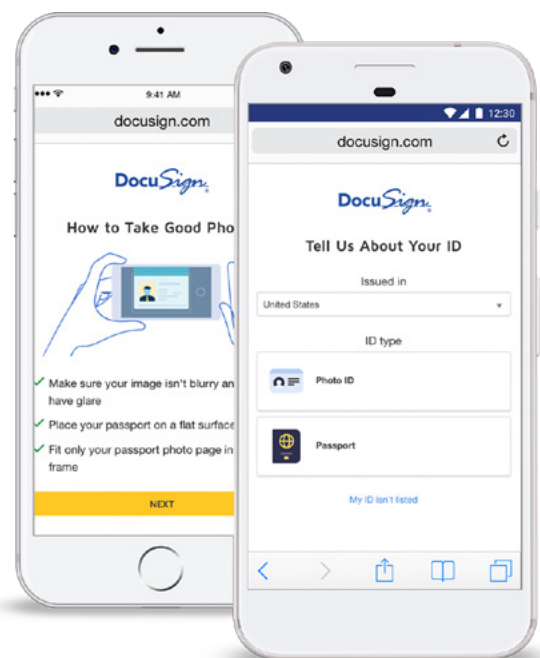 9:41 AM
docusign.com
DocuSign
How to Take Good Pho
Make sure your image isn't blurry an
have glare
Place your passport on a flat surface
Fit only your passport photo page in
frame
NEXT
12:30
docusign.com
DocuSign
Tell Us About Your ID
Issued in
United States
ID type
Photo ID
Passport
My ID isn't listed